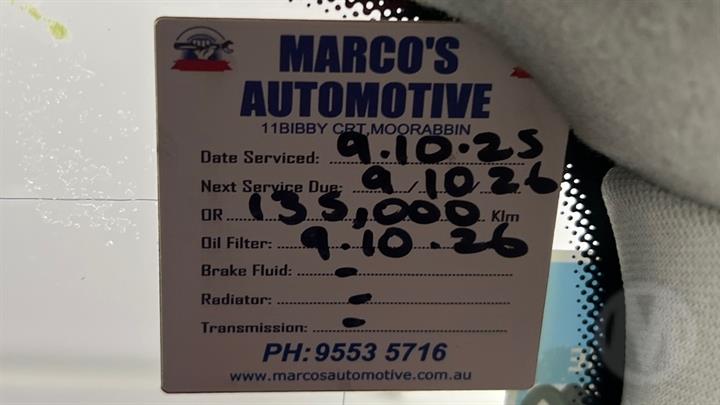 MARCO'S
AUTOMOTIVE
11BIBBY CRT,MOORABBIN
Date Serviced: 9.10.25
Next Service Due: 9/10/26
OR 135,000 Klm
Oil Filter: 9.10.26
Brake Fluid: -
Radiator: -
Transmission: -
PH: 9553 5716
www.marcosautomotive.com.au